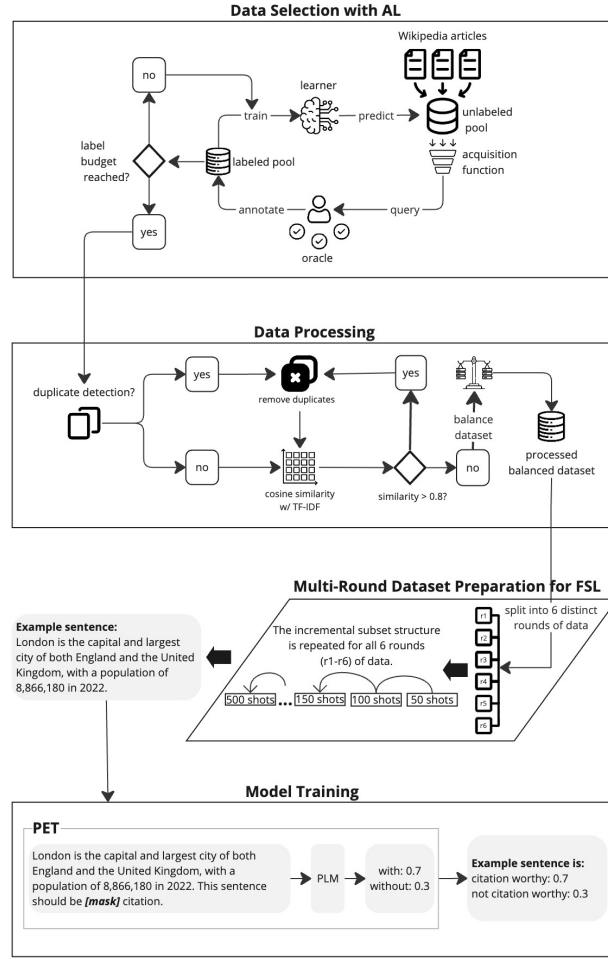 Data Selection with AL
Wikipedia articles
no
learner
train
predict
unlabeled
pool
label
budget
reached?
labeled pool
acquisition
function
annotate
query
yes
oracle
Data Processing
duplicate detection?
yes
remove duplicates
yes
balance
dataset
processed
balanced dataset
no
cosine similarity
w/ TF-IDF
similarity > 0.8?
no
Multi-Round Dataset Preparation for FSL
split into 6 distinct
rounds of data
r1
r2
r3
r4
r5
r6
The incremental subset structure
is repeated for all 6 rounds
(r1-r6) of data.
500 shots
...
150 shots
100 shots
50 shots
Example sentence:
London is the capital and largest
city of both England and the United
Kingdom, with a population of
8,866,180 in 2022.
Model Training
PET
London is the capital and largest city of both
England and the United Kingdom, with a
population of 8,866,180 in 2022. This sentence
should be [mask] citation.
PLM
with: 0.7
without: 0.3
Example sentence is:
citation worthy: 0.7
not citation worthy: 0.3